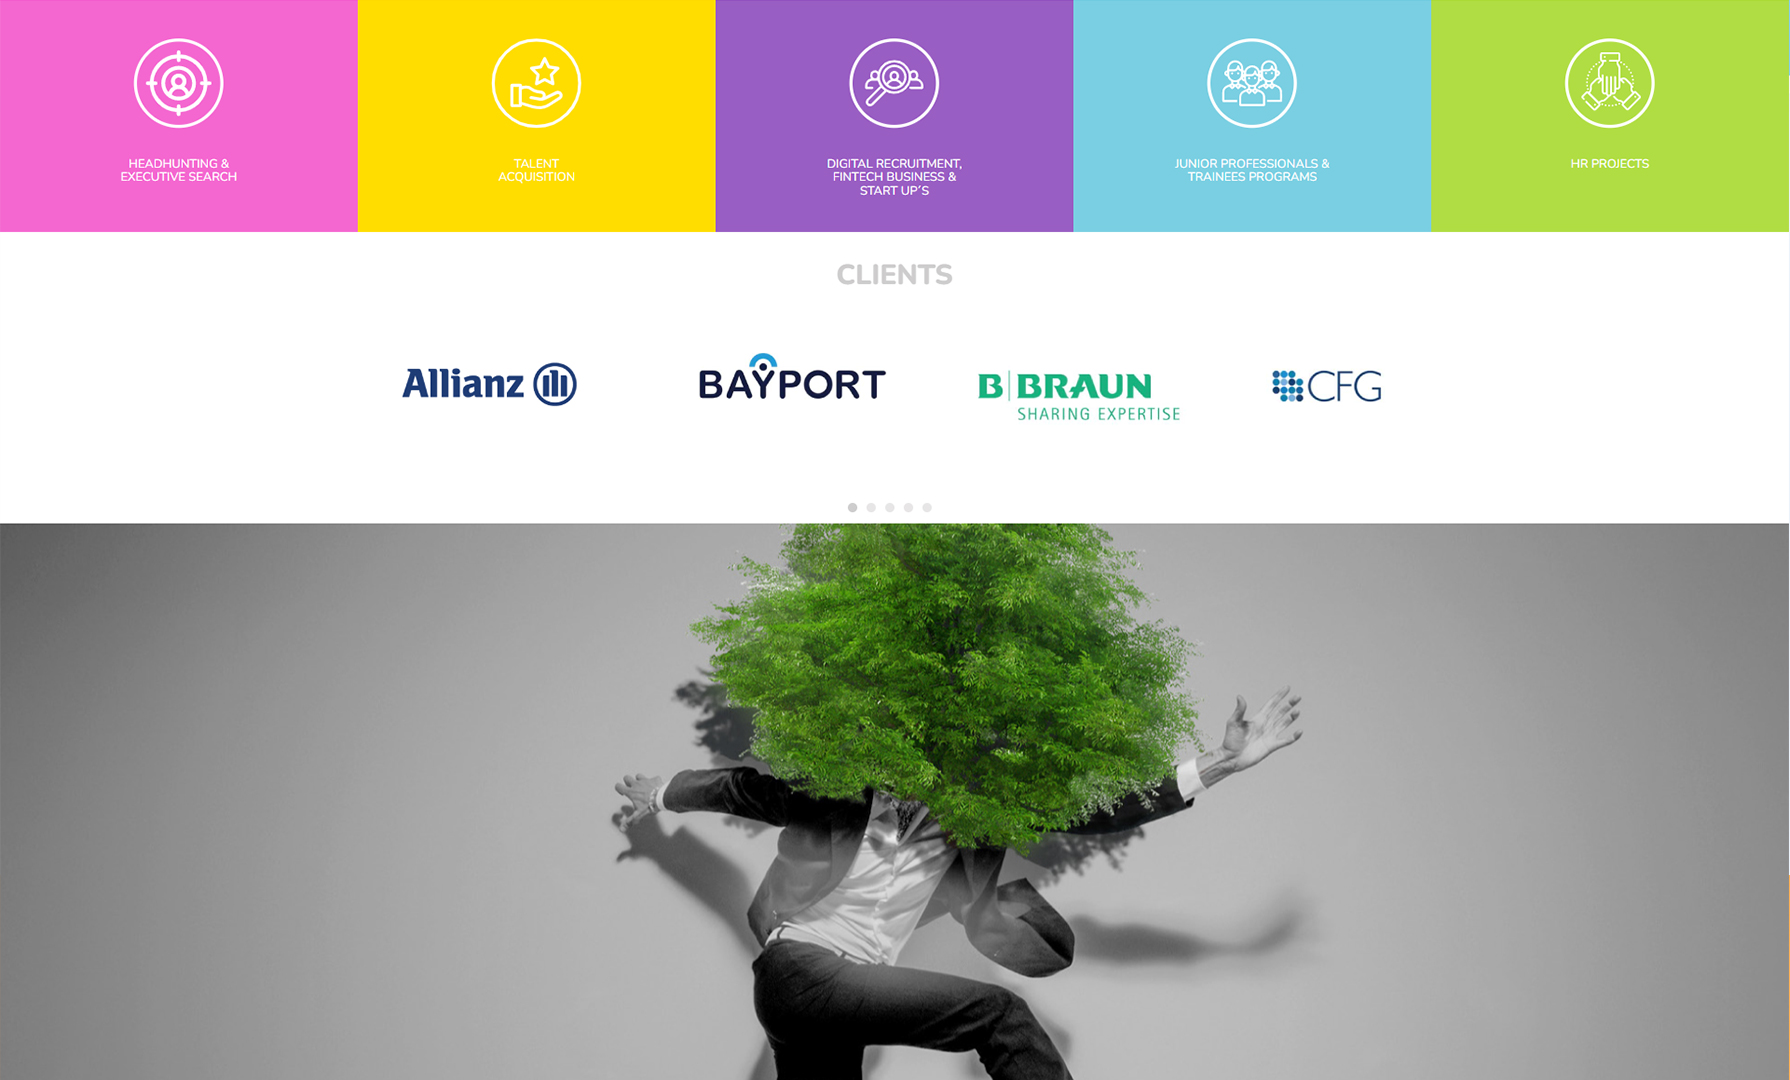 HEADHUNTING &
EXECUTIVE SEARCH
TALENT
ACQUISITION
DIGITAL RECRUITMENT,
FINTECH BUSINESS &
START UP´S
JUNIOR PROFESSIONALS &
TRAINEES PROGRAMS
HR PROJECTS
CLIENTS
Allianz
BAYPORT
B|BRAUN
SHARING EXPERTISE
CFG